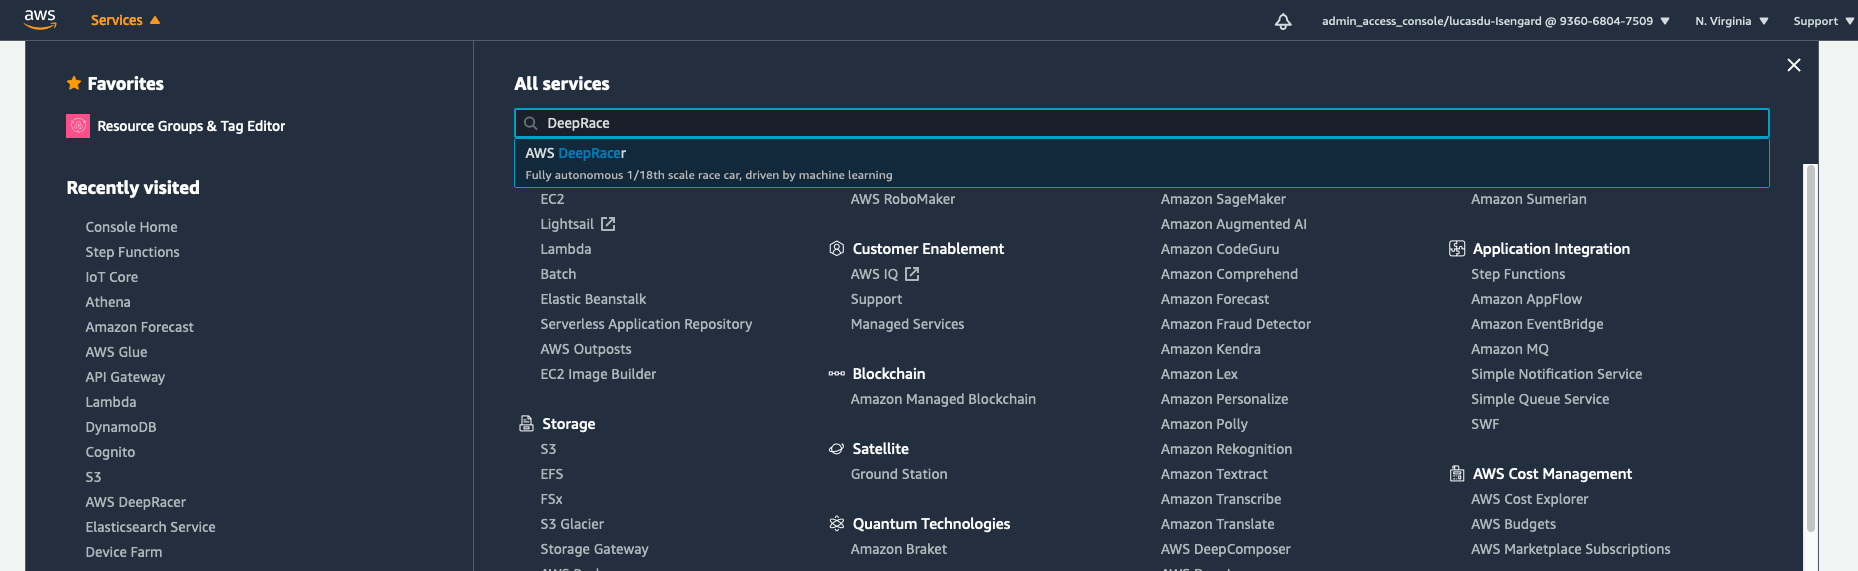 aws
Services
admin_access_console/lucasdu-Isengard @ 9360-6804-7509
N. Virginia
Support
Favorites
Resource Groups & Tag Editor
Recently visited
Console Home
Step Functions
IoT Core
Athena
Amazon Forecast
AWS Glue
API Gateway
Lambda
DynamoDB
Cognito
S3
AWS DeepRacer
Elasticsearch Service
Device Farm
All services
DeepRace
AWS DeepRacer
Fully autonomous 1/18th scale race car, driven by machine learning
EC2
Lightsail
Lambda
Batch
Elastic Beanstalk
Serverless Application Repository
AWS Outposts
EC2 Image Builder
Storage
S3
EFS
FSx
S3 Glacier
Storage Gateway
AWS RoboMaker
Customer Enablement
AWS IQ
Support
Managed Services
Blockchain
Amazon Managed Blockchain
Satellite
Ground Station
Quantum Technologies
Amazon Braket
Amazon SageMaker
Amazon Augmented AI
Amazon CodeGuru
Amazon Comprehend
Amazon Forecast
Amazon Fraud Detector
Amazon Kendra
Amazon Lex
Amazon Personalize
Amazon Polly
Amazon Rekognition
Amazon Textract
Amazon Transcribe
Amazon Translate
AWS DeepComposer
Amazon Sumerian
Application Integration
Step Functions
Amazon AppFlow
Amazon EventBridge
Amazon MQ
Simple Notification Service
Simple Queue Service
SWF
AWS Cost Management
AWS Cost Explorer
AWS Budgets
AWS Marketplace Subscriptions